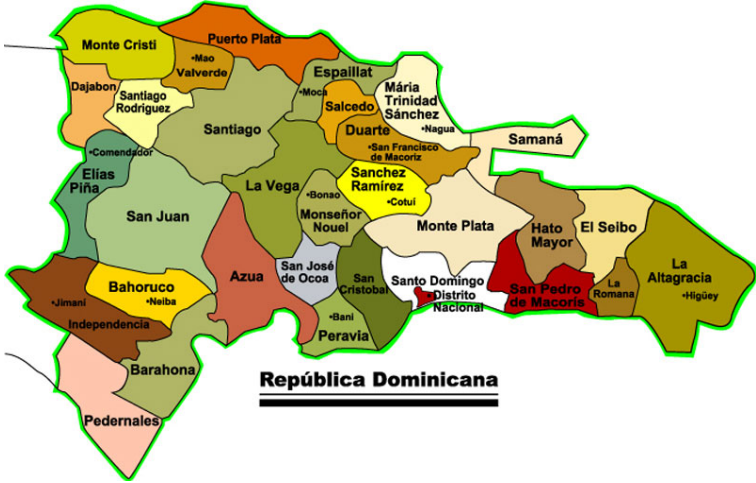 Puerto Plata
Monte Cristi
•Mao
Valverde
Espaillat
Dajabon
Santiago
Rodriguez
•Moca
Mária
Trinidad
Sánchez
•Nagua
Salcedo
Santiago
Duarte
•San Francisco
de Macoriz
Samaná
•Comendador
Elías
Piña
La Vega
Sanchez
Ramírez
•Cotuí
•Bonao
Monseñor
Nouel
San Juan
Monte Plata
Hato
Mayor
El Seibo
La
Altagracia
•Higüey
Azua
San José
de Ocoa
San
Cristobal
Santo Domingo
•Distrito
Nacional
San Pedro
de Macorís
La
Romana
Bahoruco
•Neiba
•Jimani
Independencia
•Bani
Peravia
Barahona
Pedernales
República Dominicana